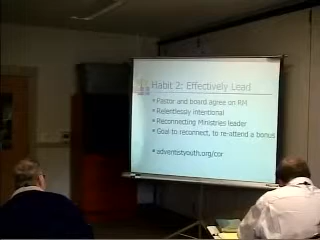 Habit 2: Effectively Lead
Pastor and board agree on RM
Relentlessly intentional
Reconnecting Ministries leader
Goal to reconnect, to re-attend a bonus
adventistyouth.org/cor